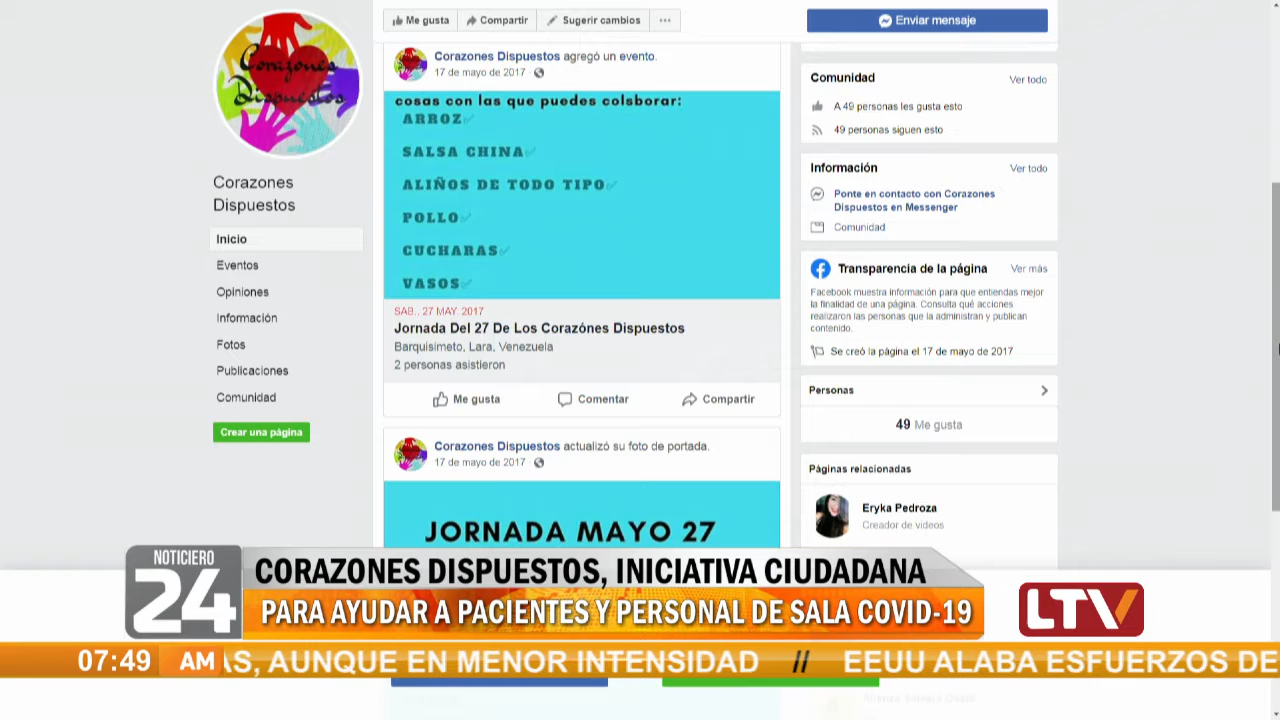 Me gusta
Compartir
Sugerir cambios
Enviar mensaje
Corazones
Dispuestos
Corazones
Dispuestos
Inicio
Eventos
Opiniones
Información
Fotos
Publicaciones
Comunidad
Crear una página
Corazones Dispuestos agregó un evento.
17 de mayo de 2017
cosas con las que puedes colsborar:
ARROZ
SALSA CHINA
ALIÑOS DE TODO TIPO
POLLO
CUCHARAS
VASOS
SAB., 27 MAY. 2017
Jornada Del 27 De Los Corazónes Dispuestos
Barquisimeto, Lara, Venezuela
2 personas asistieron
Me gusta
Comentar
Compartir
Corazones Dispuestos actualizó su foto de portada.
17 de mayo de 2017
JORNADA MAYO 27
Comunidad
Ver todo
A 49 personas les gusta esto
49 personas siguen esto
Información
Ver todo
Ponte en contacto con Corazones
Dispuestos en Messenger
Comunidad
Transparencia de la página
Ver más
Facebook muestra información para que entiendas mejor
la finalidad de una página. Consulta qué acciones
realizaron las personas que la administran y publican
contenido.
Se creó la página el 17 de mayo de 2017
Personas
49 Me gusta
Páginas relacionadas
Eryka Pedroza
Creador de videos
NOTICIERO
24
CORAZONES DISPUESTOS, INICIATIVA CIUDADANA
PARA AYUDAR A PACIENTES Y PERSONAL DE SALA COVID-19
LTV
07:49 AM
AS, AUNQUE EN MENOR INTENSIDAD // EEUU ALABA ESFUERZOS DE